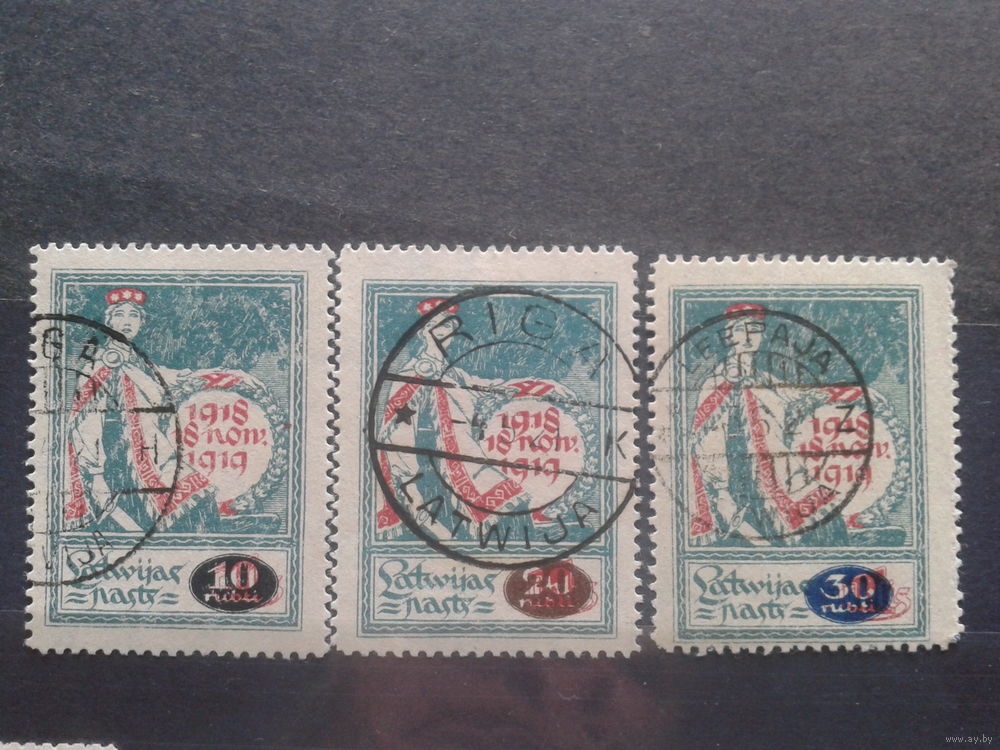 1918
18 nov.
1919
Latwijas
pasts
10
rubli
RIGA
LATWIJA
K
1918
18 nov.
1919
Latwijas
pasts
20
rubli
LEEPAJA
1918
18 nov.
1919
Latwijas
pasts
30
rubli
www.ay.by